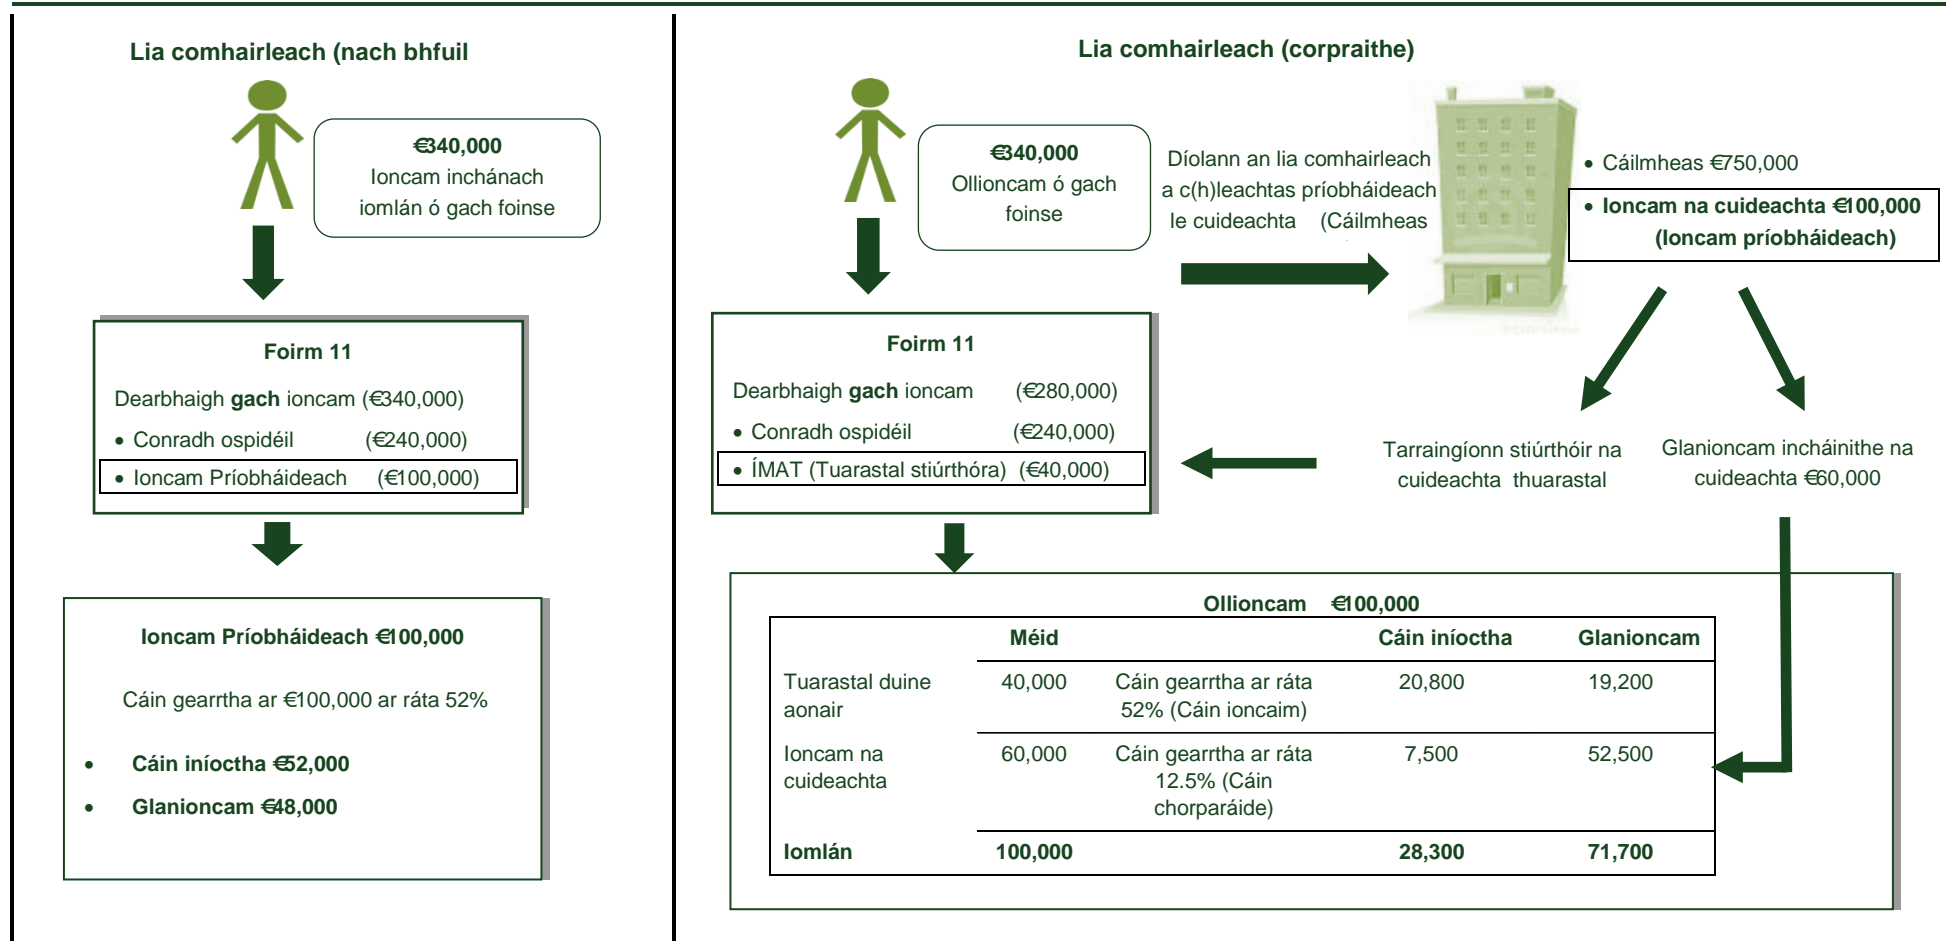 Lia comhairleach (nach bhfuil
€340,000
Ioncam inchánach
iomlán ó gach foinse
Foirm 11
Dearbhaigh gach ioncam (€340,000)
• Conradh ospidéil (€240,000)
• Ioncam Príobháideach (€100,000)
Ioncam Príobháideach €100,000
Cáin gearrtha ar €100,000 ar ráta 52%
• Cáin iníoctha €52,000
• Glanioncam €48,000
Lia comhairleach (corpraithe)
€340,000
Ollioncam ó gach
foinse
Díolann an lia comhairleach
a c(h)leachtas príobháideach
le cuideachta (Cáilmheas
• Cáilmheas €750,000
• Ioncam na cuideachta €100,000
(Ioncam príobháideach)
Foirm 11
Dearbhaigh gach ioncam (€280,000)
• Conradh ospidéil (€240,000)
• ÍMAT (Tuarastal stiúrthóra) (€40,000)
Tarraingíonn stiúrthóir na
cuideachta thuarastal
Glanioncam incháinithe na
cuideachta €60,000
Ollioncam €100,000
Méid Cáin iníoctha Glanioncam
Tuarastal duine 40,000 Cáin gearrtha ar ráta 20,800 19,200
aonair 52% (Cáin ioncaim)
Ioncam na 60,000 Cáin gearrtha ar ráta 7,500 52,500
cuideachta 12.5% (Cáin
chorparáide)
Iomlán 100,000 28,300 71,700